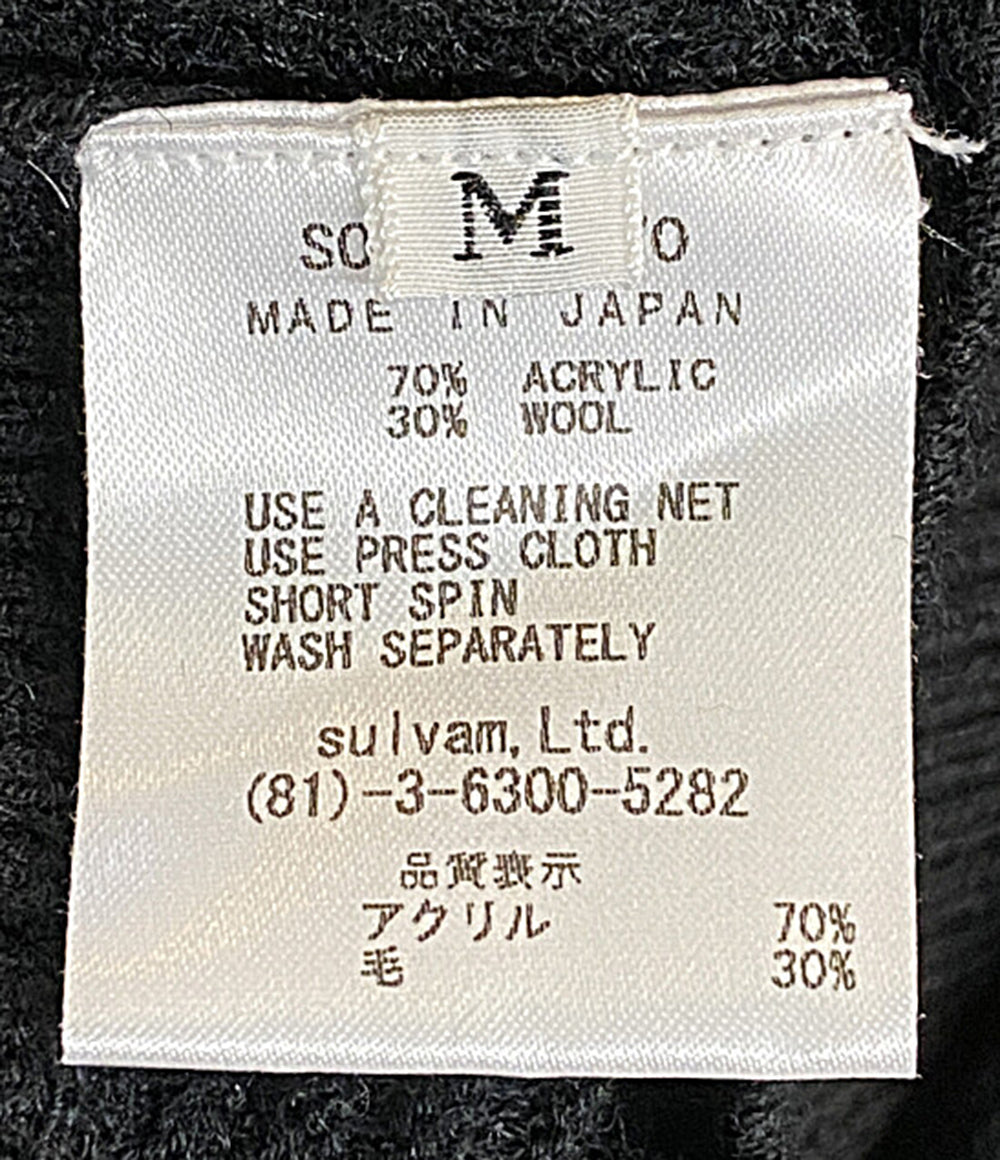 M
MADE IN JAPAN
70% ACRYLIC
30% WOOL
USE A CLEANING NET
USE PRESS CLOTH
SHORT SPIN
WASH SEPARATELY
sulvam, Ltd.
(81)-3-6300-5282
品質表示
アクリル 70%
毛 30%